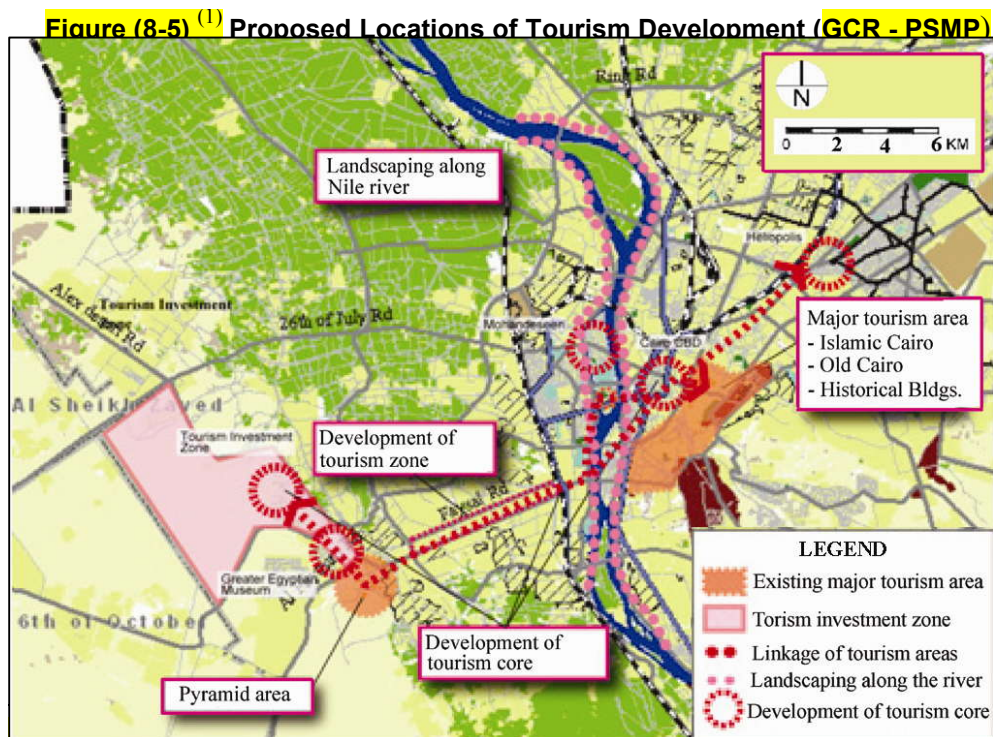 Figure (8-5) (1) Proposed Locations of Tourism Development (GCR - PSMP)
Ring Rd
N
0 2 4 6 KM
Landscaping along
Nile river
Heliopolis
Alex desert Rd
Tourism Investment
26th of July Rd
Mohandeseen
Cairo CBD
Major tourism area
- Islamic Cairo
- Old Cairo
- Historical Bldgs.
Al Sheikh Zayed
Tourism Investment
Zone
Development of
tourism zone
Faysal Rd
Greater Egyptian
Museum
6th of October
Development of
tourism core
Pyramid area
LEGEND
Existing major tourism area
Torism investment zone
Linkage of tourism areas
Landscaping along the river
Development of tourism core